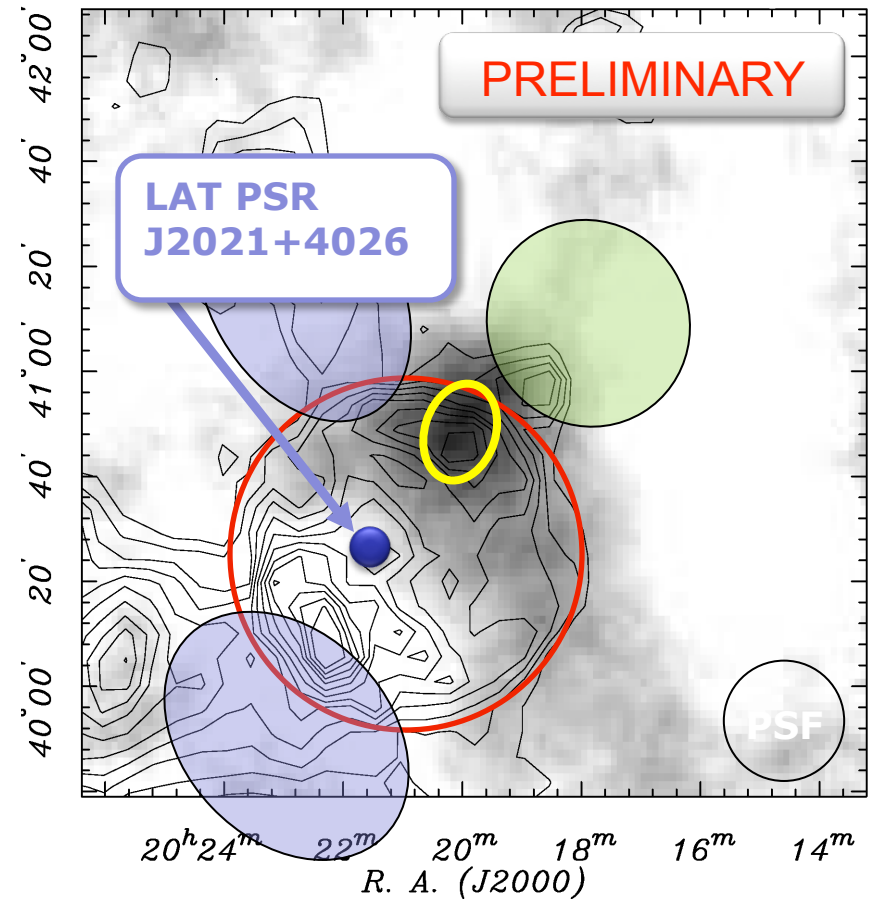 PRELIMINARY
LAT PSR
J2021+4026
42°00'
40'
20'
41°00'
40'
20'
40°00'
PSF
20ʰ24ᵐ 22ᵐ 20ᵐ 18ᵐ 16ᵐ 14ᵐ
R. A. (J2000)